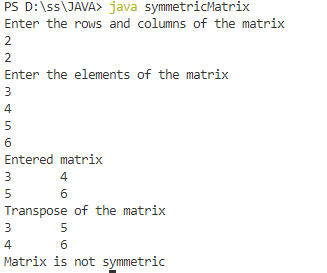 PS D:\ss\JAVA> java symmetricMatrix
Enter the rows and columns of the matrix
2
2
Enter the elements of the matrix
3
4
5
6
Entered matrix
3	4
5	6
Transpose of the matrix
3	5
4	6
Matrix is not symmetric